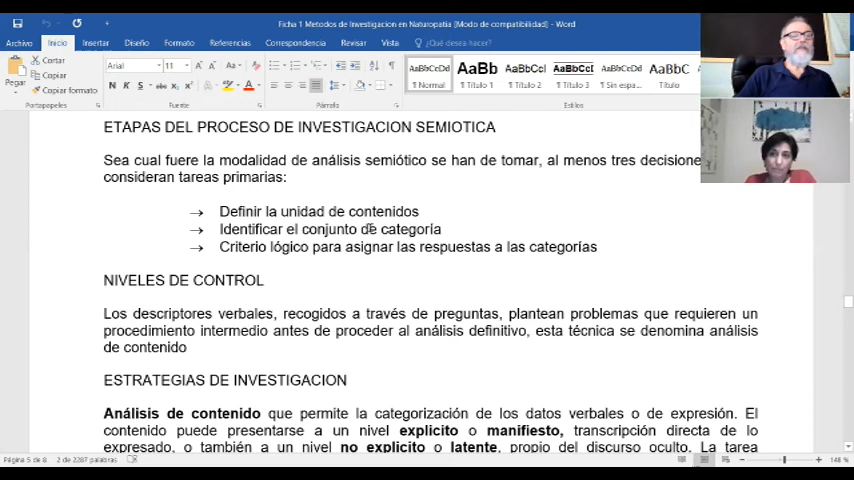 Ficha 1 Metodos de Investigacion en Naturopatia [Modo de compatibilidad] - Word
Archivo Inicio Insertar Diseño Formato Referencias Correspondencia Revisar Vista ¿Qué desea hacer?
Cortar
Copiar
Copiar formato
Pegar
Arial 11
N K S abc x₂ x²
AaBbCcDd AaBb AaBbCcI AaBbCcI AaBbCcDd AaBbC
¶ Normal ¶ Título 1 ¶ Título 2 ¶ Título 3 ¶ Sin espa... Título
Portapapeles Fuente Párrafo Estilos
ETAPAS DEL PROCESO DE INVESTIGACION SEMIOTICA
Sea cual fuere la modalidad de análisis semiótico se han de tomar, al menos tres decisione
consideran tareas primarias:
→ Definir la unidad de contenidos
→ Identificar el conjunto de categoría
→ Criterio lógico para asignar las respuestas a las categorías
NIVELES DE CONTROL
Los descriptores verbales, recogidos a través de preguntas, plantean problemas que requieren un
procedimiento intermedio antes de proceder al análisis definitivo, esta técnica se denomina análisis
de contenido
ESTRATEGIAS DE INVESTIGACION
Análisis de contenido que permite la categorización de los datos verbales o de expresión. El
contenido puede presentarse a un nivel explicito o manifiesto, transcripción directa de lo
expresado, o también a un nivel no explicito o latente, propio del discurso oculto. La tarea
Página 5 de 8 2 de 2287 palabras 148 %